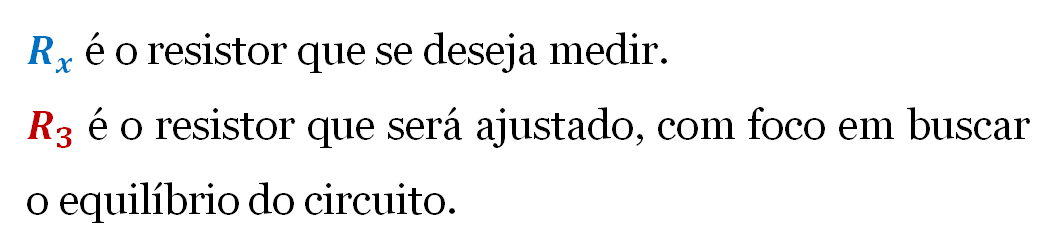 Rₓ é o resistor que se deseja medir.
R₃ é o resistor que será ajustado, com foco em buscar
o equilíbrio do circuito.